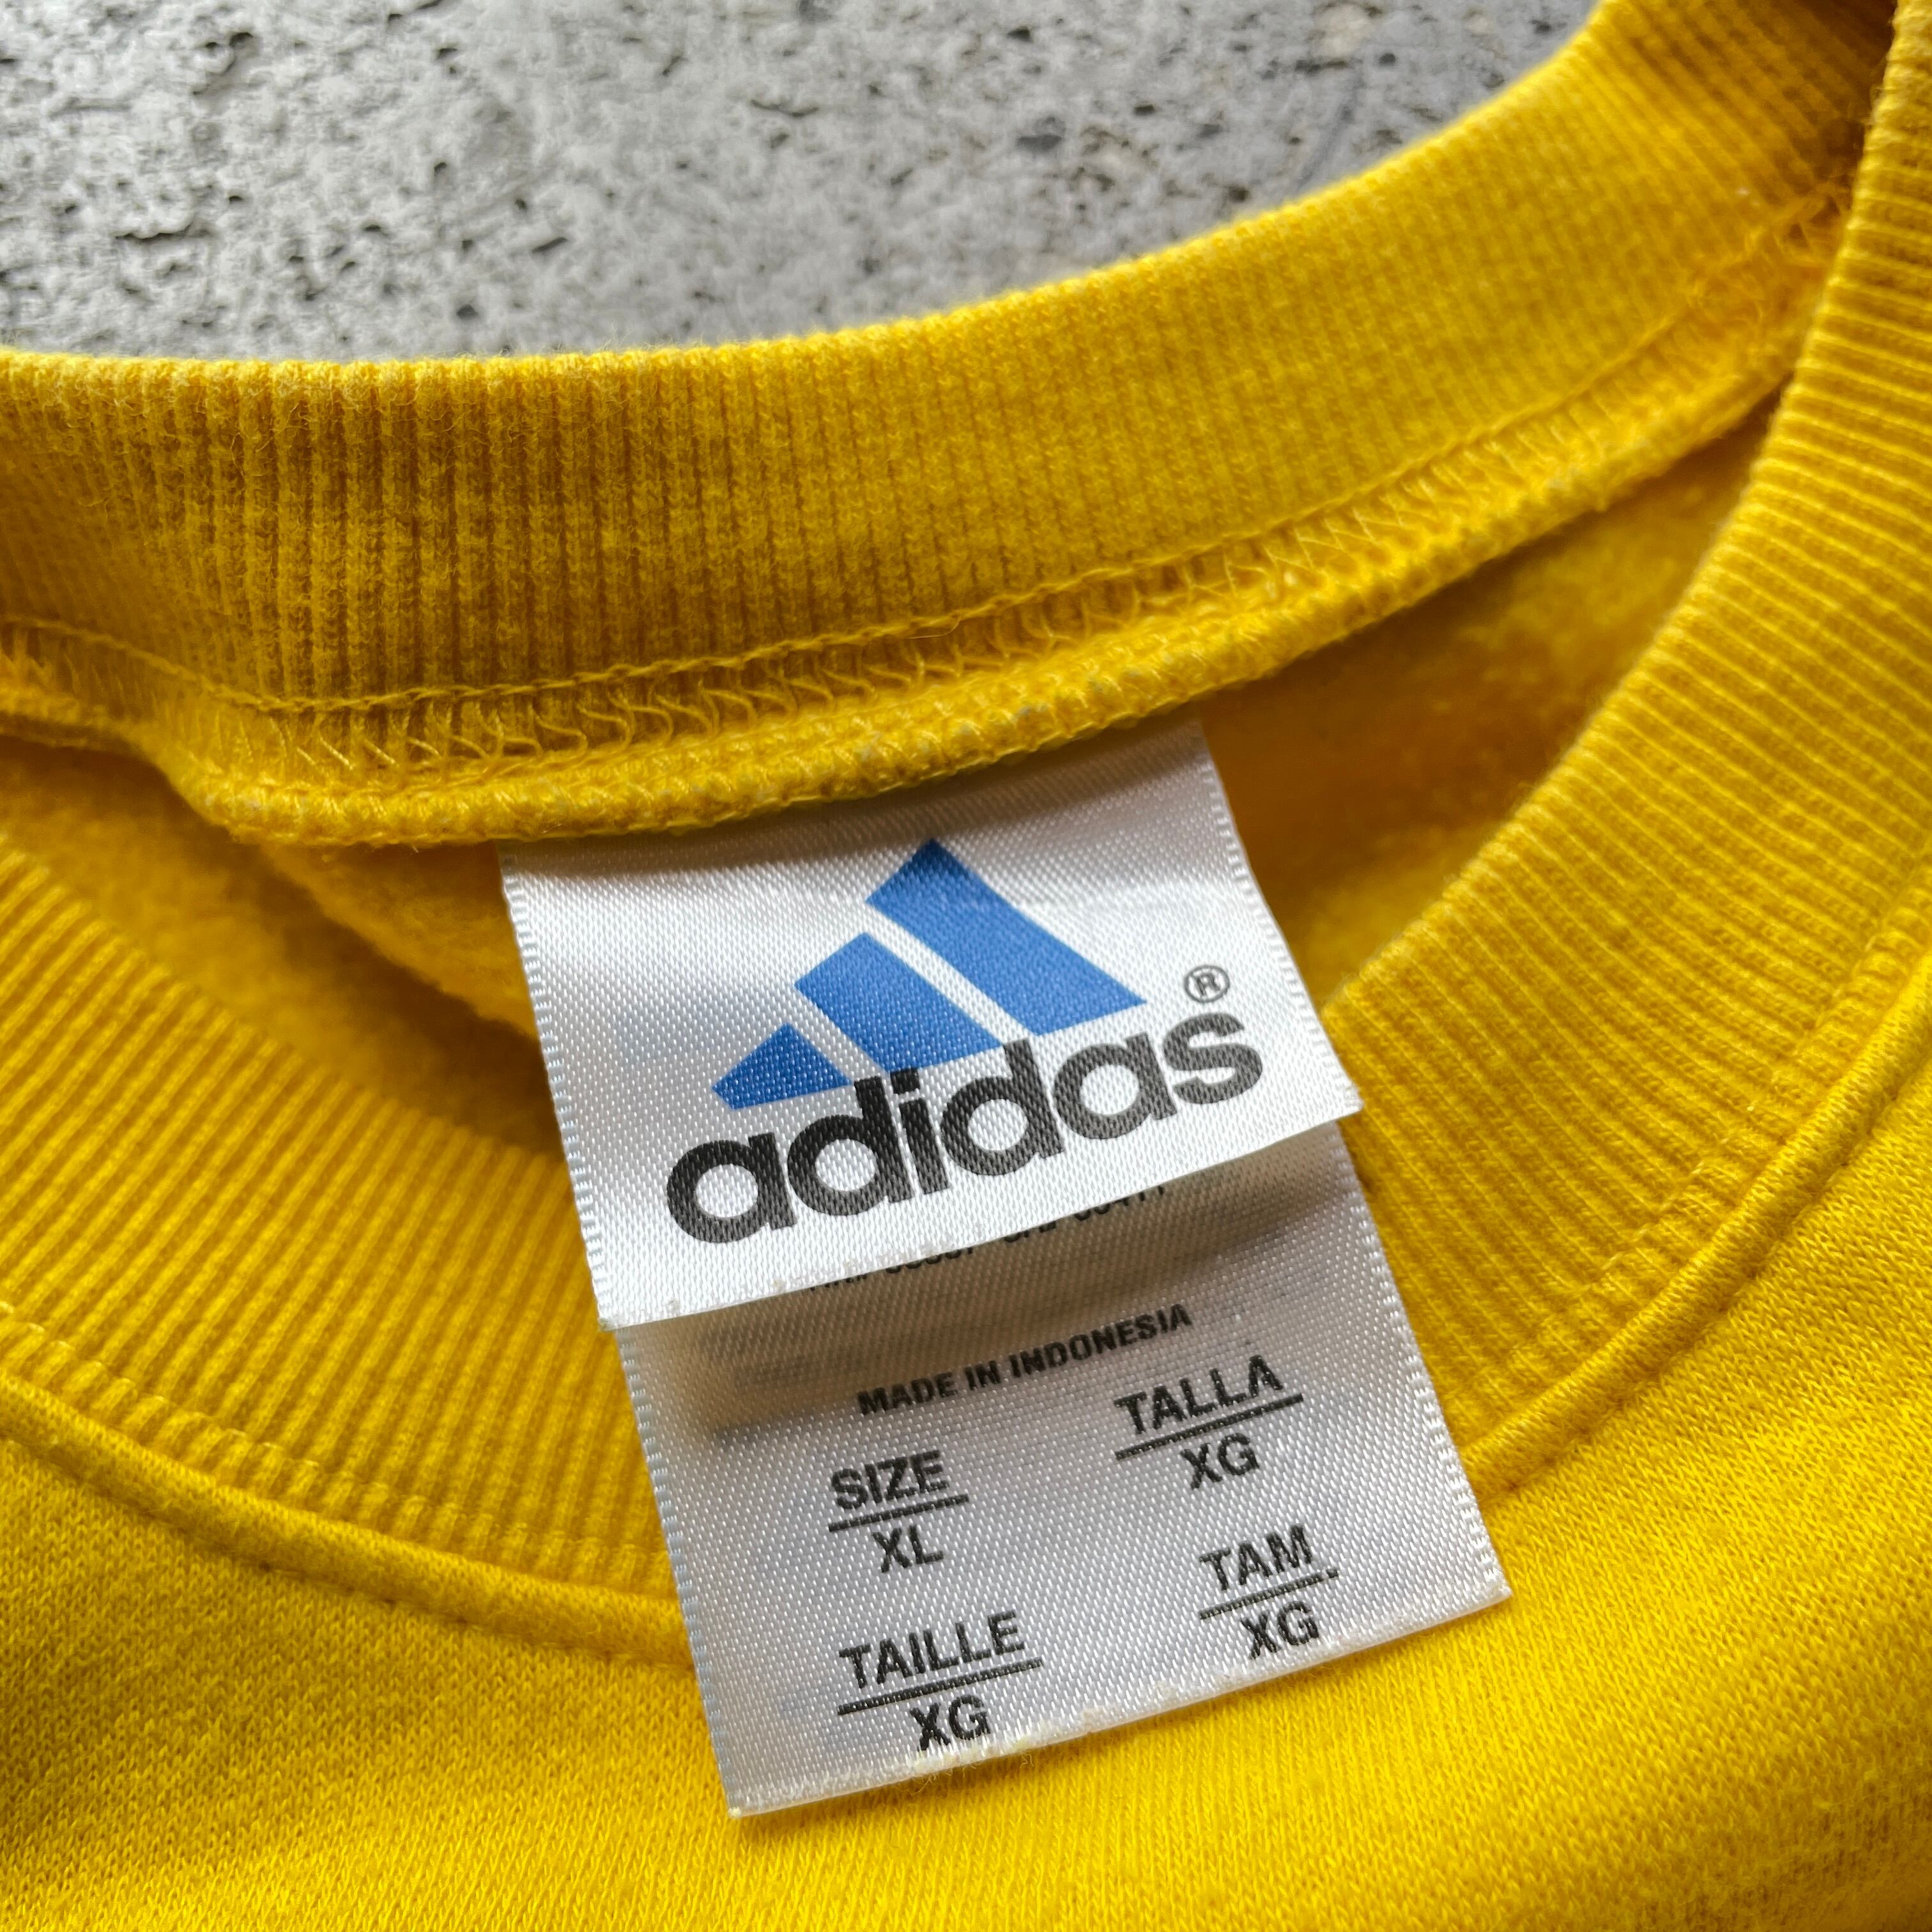 adidas®
MADE IN INDONESIA
SIZE
XL
TALLA
XG
TAILLE
XG
TAM
XG